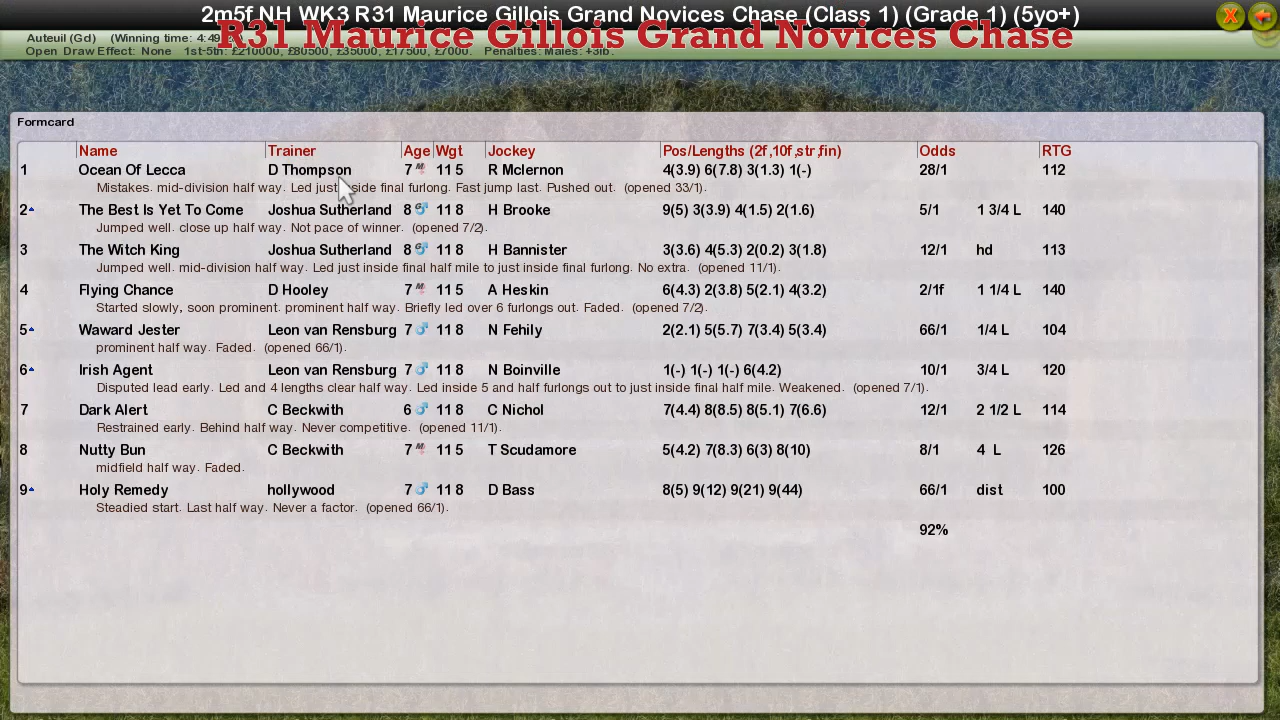 2m5f NH WK3 R31 Maurice Gillois Grand Novices Chase (Class 1) (Grade 1) (5yo+)
R31 Maurice Gillois Grand Novices Chase
Auteuil (Gd) (Winning time: 4:49
Open Draw Effect: None 1st-5th: £210000, £80500, £35000, £17500, £7000. Penalties: Males: +3lb.
Formcard
Name Trainer Age Wgt Jockey Pos/Lengths (2f,10f,str,fin) Odds RTG
1 Ocean Of Lecca D Thompson 7 M 11 5 R Mclernon 4(3.9) 6(7.8) 3(1.3) 1(-) 28/1 112
Mistakes. mid-division half way. Led just inside final furlong. Fast jump last. Pushed out. (opened 33/1).
2 The Best Is Yet To Come Joshua Sutherland 8 G 11 8 H Brooke 9(5) 3(3.9) 4(1.5) 2(1.6) 5/1 1 3/4 L 140
Jumped well. close up half way. Not pace of winner. (opened 7/2).
3 The Witch King Joshua Sutherland 8 G 11 8 H Bannister 3(3.6) 4(5.3) 2(0.2) 3(1.8) 12/1 hd 113
Jumped well. mid-division half way. Led just inside final half mile to just inside final furlong. No extra. (opened 11/1).
4 Flying Chance D Hooley 7 M 11 5 A Heskin 6(4.3) 2(3.8) 5(2.1) 4(3.2) 2/1f 1 1/4 L 140
Started slowly, soon prominent. prominent half way. Briefly led over 6 furlongs out. Faded. (opened 7/2).
5 Waward Jester Leon van Rensburg 7 11 8 N Fehily 2(2.1) 5(5.7) 7(3.4) 5(3.4) 66/1 1/4 L 104
prominent half way. Faded. (opened 66/1).
6 Irish Agent Leon van Rensburg 7 11 8 N Boinville 1(-) 1(-) 1(-) 6(4.2) 10/1 3/4 L 120
Disputed lead early. Led and 4 lengths clear half way. Led inside 5 and half furlongs out to just inside final half mile. Weakened. (opened 7/1).
7 Dark Alert C Beckwith 6 11 8 C Nichol 7(4.4) 8(8.5) 8(5.1) 7(6.6) 12/1 2 1/2 L 114
Restrained early. Behind half way. Never competitive. (opened 11/1).
8 Nutty Bun C Beckwith 7 M 11 5 T Scudamore 5(4.2) 7(8.3) 6(3) 8(10) 8/1 4 L 126
midfield half way. Faded.
9 Holy Remedy hollywood 7 11 8 D Bass 8(5) 9(12) 9(21) 9(44) 66/1 dist 100
Steadied start. Last half way. Never a factor. (opened 66/1).
92%